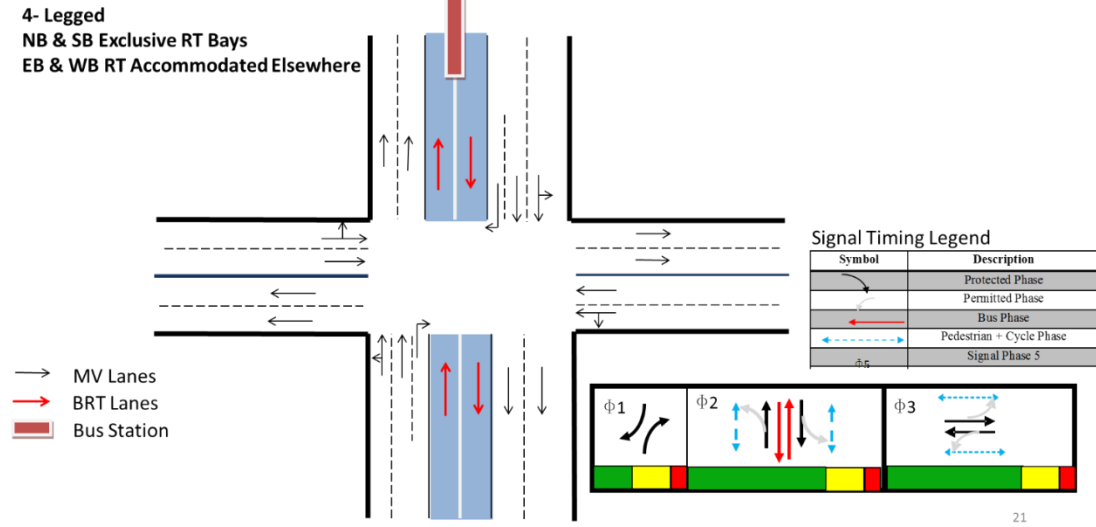 4- Legged
NB & SB Exclusive RT Bays
EB & WB RT Accommodated Elsewhere
Signal Timing Legend
Symbol Description
Protected Phase
Permitted Phase
Bus Phase
Pedestrian + Cycle Phase
Φ5 Signal Phase 5
MV Lanes
BRT Lanes
Bus Station
Φ1 Φ2 Φ3
21